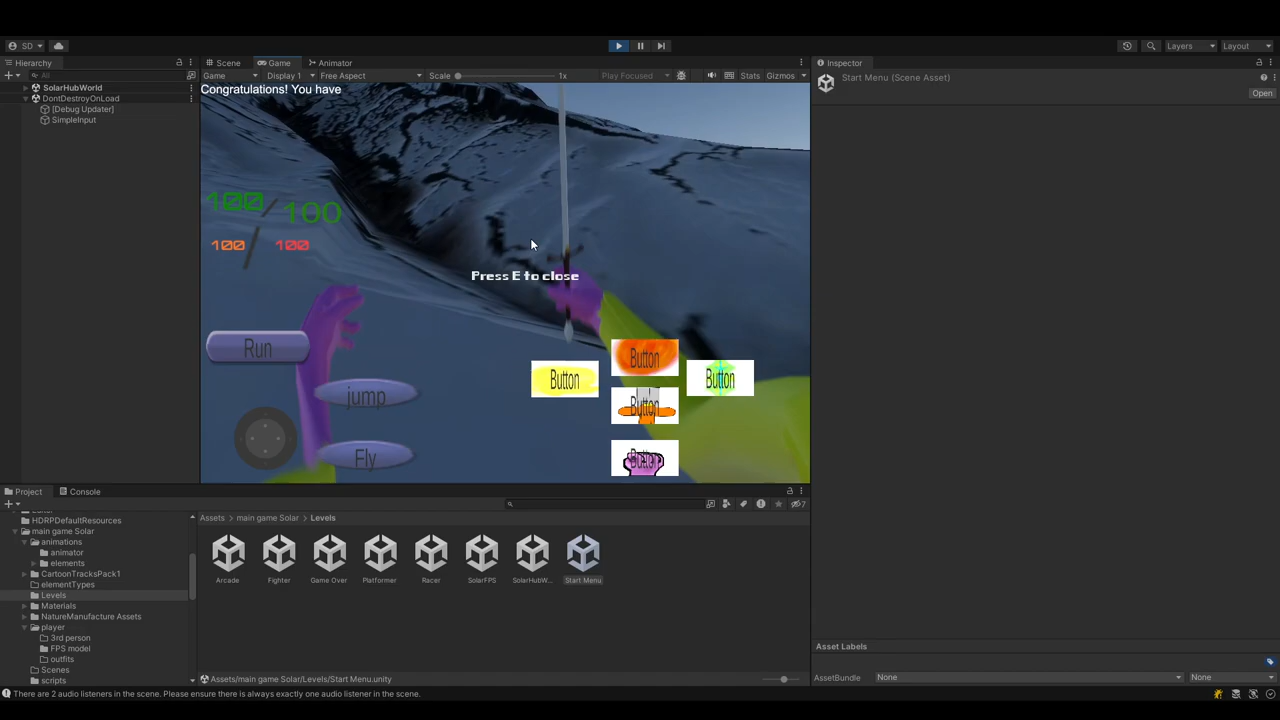 SD
Layers
Layout
Hierarchy
All
SolarHubWorld
DontDestroyOnLoad
[Debug Updater]
SimpleInput
Scene
Game
Animator
Game
Display 1
Free Aspect
Scale
1x
Play Focused
Stats
Gizmos
Congratulations! You have
100/100
100/100
Press E to close
Run
jump
Fly
Button
Button
Button
Button
Button
Inspector
Start Menu (Scene Asset)
Open
Asset Labels
AssetBundle
None
None
Project
Console
7
HDRPDefaultResources
main game Solar
animations
animator
elements
CartoonTracksPack1
elementTypes
Levels
Materials
NatureManufacture Assets
player
3rd person
FPS model
outfits
Scenes
scripts
Assets > main game Solar > Levels
Arcade
Fighter
Game Over
Platformer
Racer
SolarFPS
SolarHubW...
Start Menu
Assets/main game Solar/Levels/Start Menu.unity
There are 2 audio listeners in the scene. Please ensure there is always exactly one audio listener in the scene.